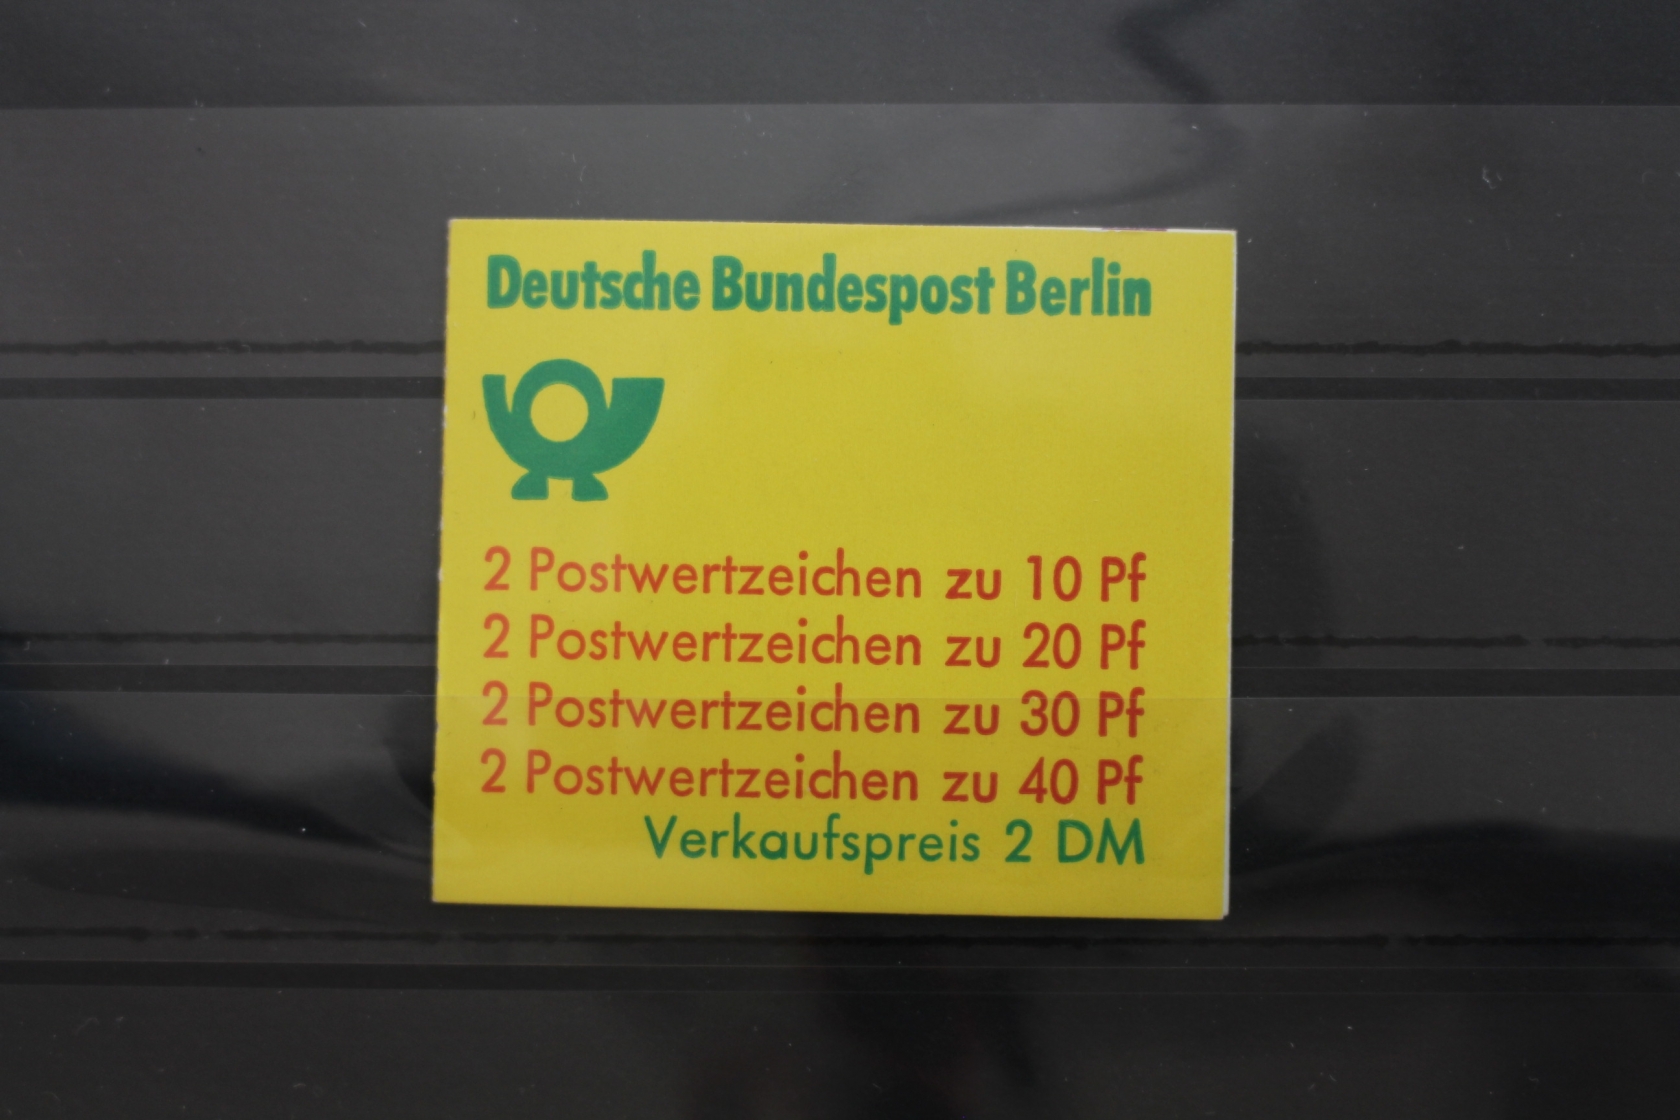 Deutsche Bundespost Berlin
2 Postwertzeichen zu 10 Pf
2 Postwertzeichen zu 20 Pf
2 Postwertzeichen zu 30 Pf
2 Postwertzeichen zu 40 Pf
Verkaufspreis 2 DM